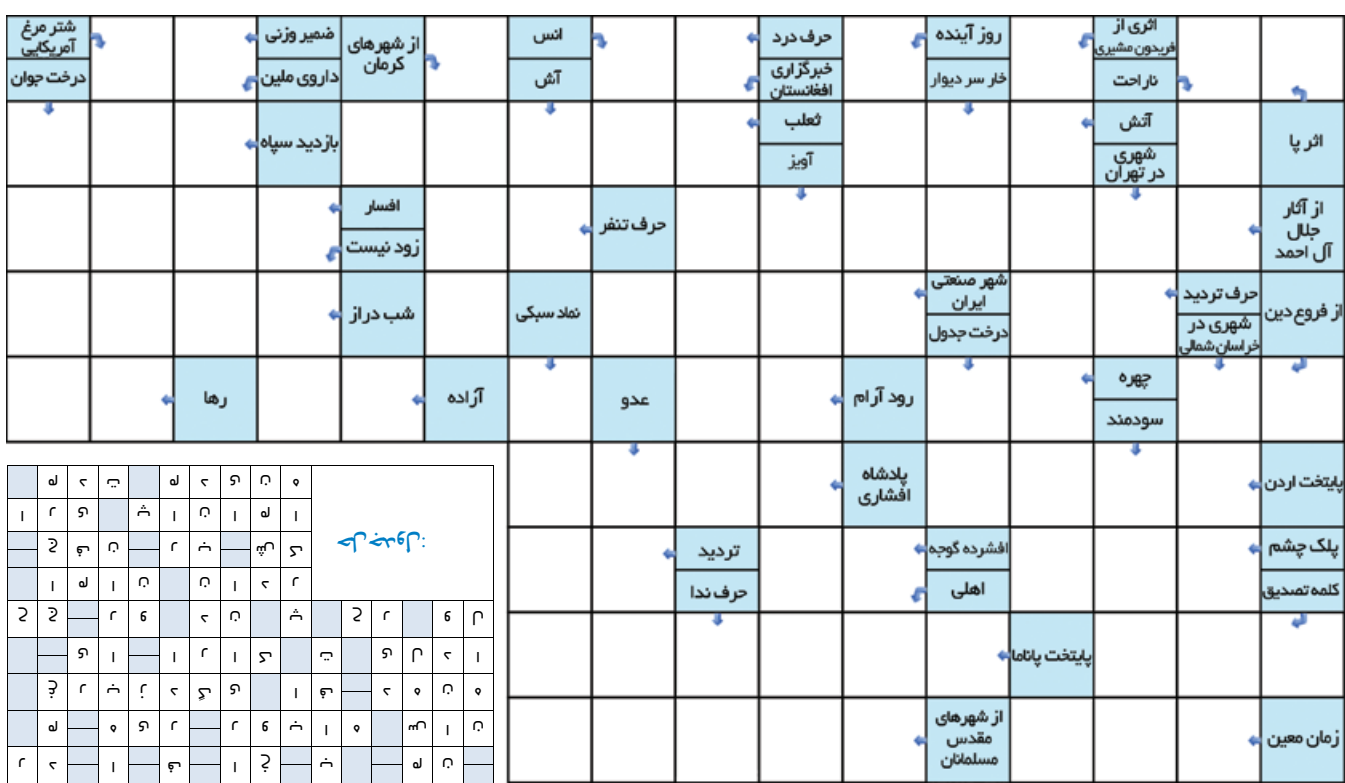 اثری از
فریدون مشیری
ناراحت
روز آینده
خار سر دیوار
حرف درد
خبرگزاری
افغانستان
انس
آش
از شهرهای
کرمان
ضمیر وزنی
داروی ملین
شتر مرغ
آمریکایی
درخت جوان
اثر پا
آتش
شهری
در تهران
ثعلب
آویز
بازدید سپاه
از آثار
جلال
آل احمد
حرف تنفر
افسار
زود نیست
از فروع دین
حرف تردید
شهری در
خراسان شمالی
شهر صنعتی
ایران
درخت جدول
نماد سبکی
شب دراز
چهره
سودمند
رود آرام
عدو
آزاده
رها
پایتخت اردن
پادشاه
افشاری
پلک چشم
کلمه تصدیق
افشرده گوجه
اهلی
تردید
حرف ندا
پایتخت پاناما
زمان معین
از شهرهای
مقدس
مسلمانان
حل جدول: